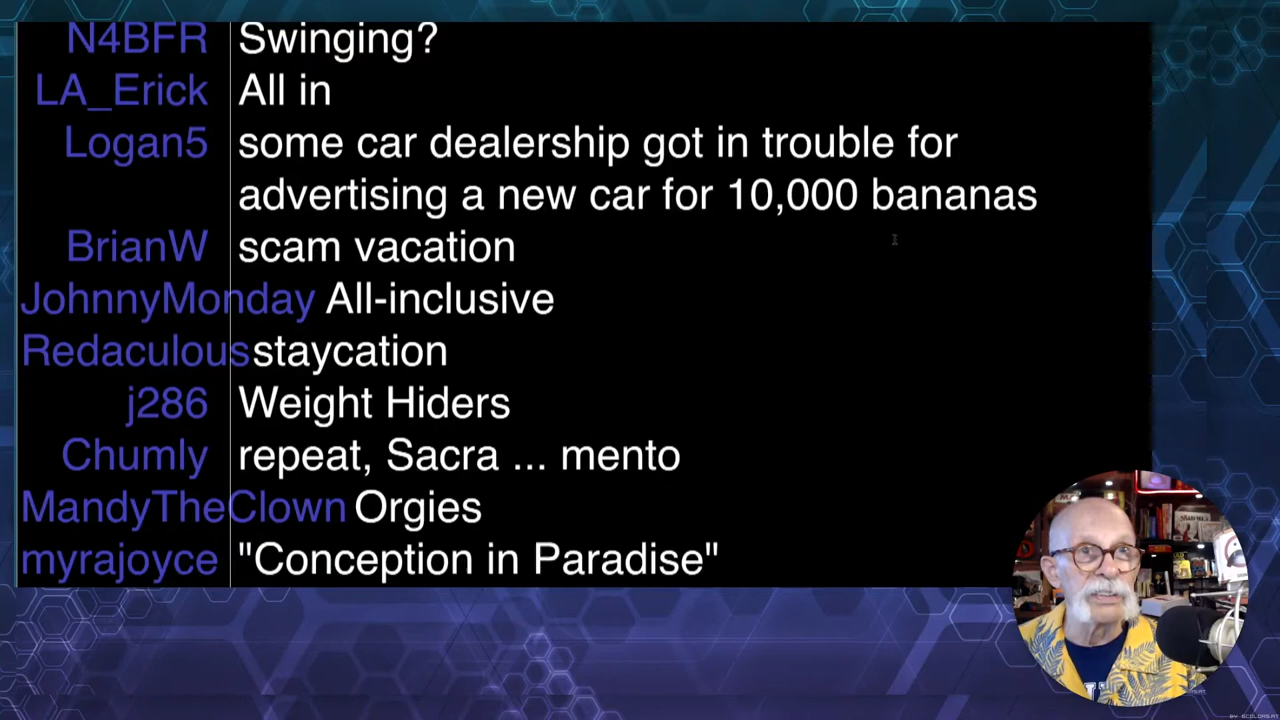 N4BFR Swinging?
LA_Erick All in
Logan5 some car dealership got in trouble for
advertising a new car for 10,000 bananas
BrianW scam vacation
JohnnyMonday All-inclusive
Redaculous staycation
j286 Weight Hiders
Chumly repeat, Sacra ... mento
MandyTheClown Orgies
myrajoyce "Conception in Paradise"